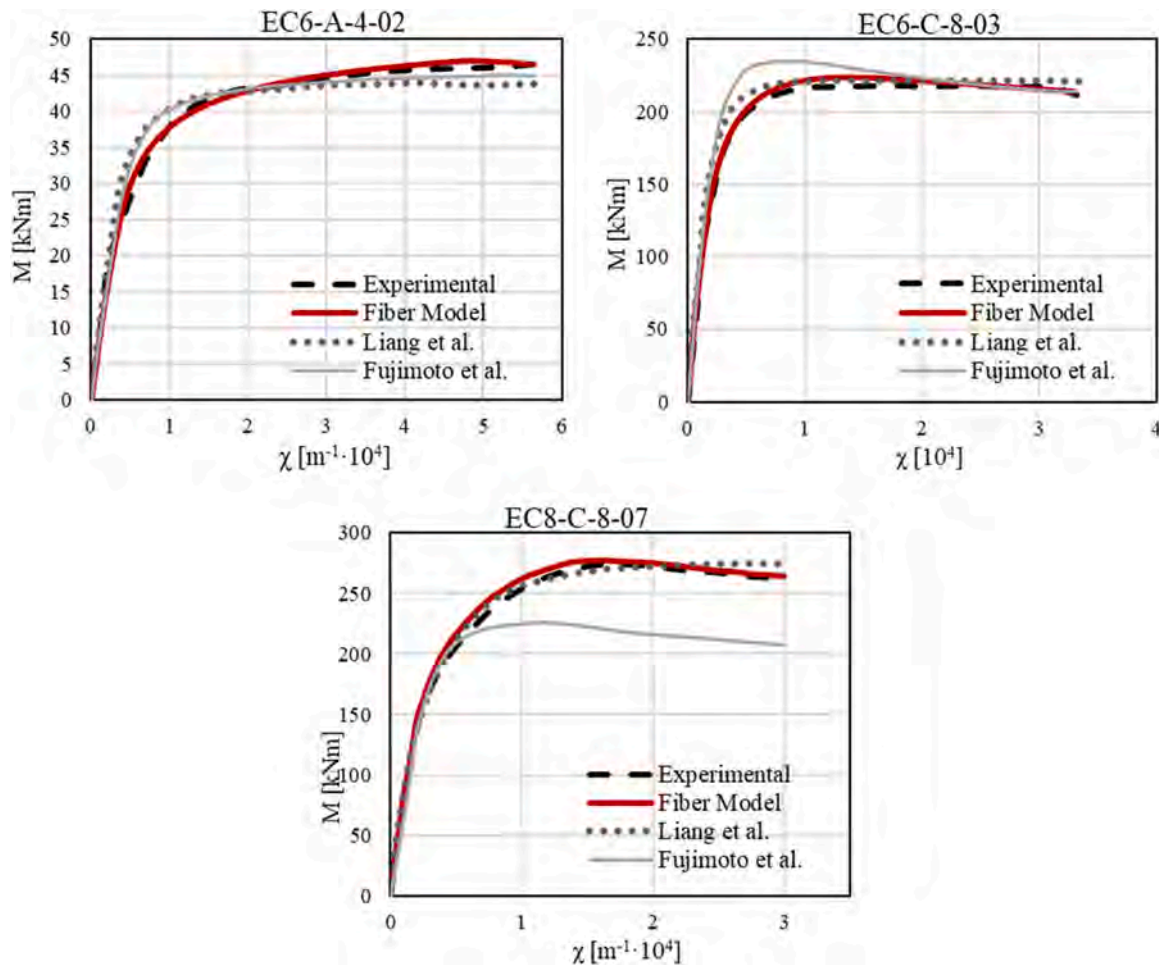 EC6-A-4-02
50
45
40
35
30
25
20
15
10
5
0
M [kNm]
Experimental
Fiber Model
Liang et al.
Fujimoto et al.
0 1 2 3 4 5 6
χ [m⁻¹·10⁴]
EC6-C-8-03
250
200
150
100
50
0
M [kNm]
Experimental
Fiber Model
Liang et al.
Fujimoto et al.
0 1 2 3 4
χ [10⁴]
EC8-C-8-07
300
250
200
150
100
50
0
M [kNm]
Experimental
Fiber Model
Liang et al.
Fujimoto et al.
0 1 2 3
χ [m⁻¹·10⁴]